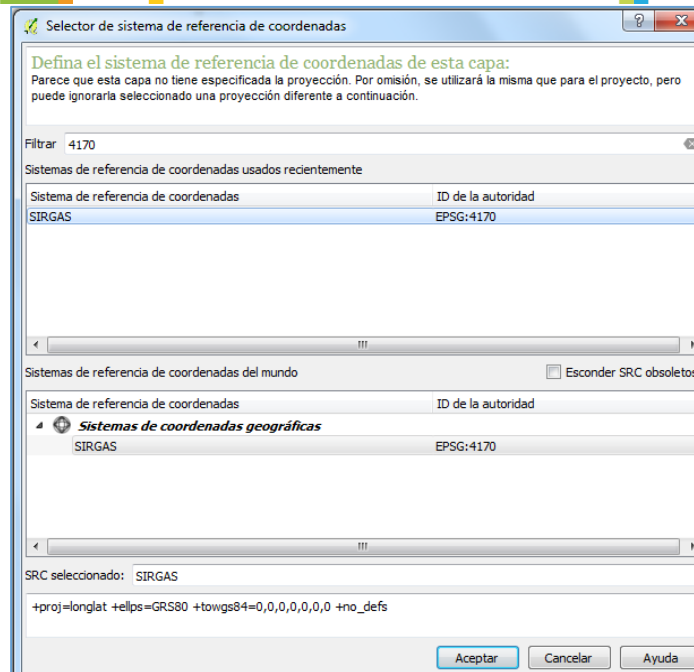 Selector de sistema de referencia de coordenadas
Defina el sistema de referencia de coordenadas de esta capa:
Parece que esta capa no tiene especificada la proyección. Por omisión, se utilizará la misma que para el proyecto, pero
puede ignorarla seleccionado una proyección diferente a continuación.
Filtrar 4170
Sistemas de referencia de coordenadas usados recientemente
Sistema de referencia de coordenadas ID de la autoridad
SIRGAS EPSG:4170
Sistemas de referencia de coordenadas del mundo Esconder SRC obsoletos
Sistema de referencia de coordenadas ID de la autoridad
Sistemas de coordenadas geográficas
SIRGAS EPSG:4170
SRC seleccionado: SIRGAS
+proj=longlat +ellps=GRS80 +towgs84=0,0,0,0,0,0,0 +no_defs
Aceptar Cancelar Ayuda